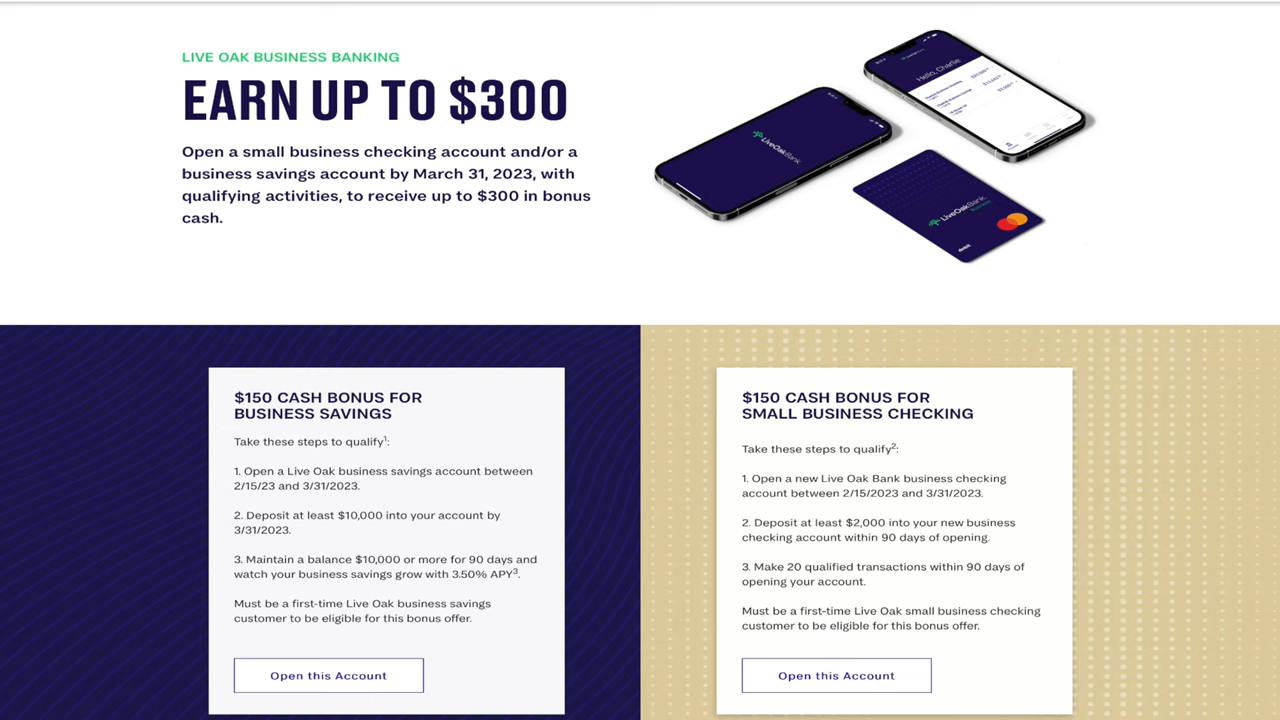 LIVE OAK BUSINESS BANKING
EARN UP TO $300
Open a small business checking account and/or a
business savings account by March 31, 2023, with
qualifying activities, to receive up to $300 in bonus
cash.
LiveOakBank
Hello, Charlie
LiveOakBank
debit
$150 CASH BONUS FOR
BUSINESS SAVINGS
Take these steps to qualify1:
1. Open a Live Oak business savings account between
2/15/23 and 3/31/2023.
2. Deposit at least $10,000 into your account by
3/31/2023.
3. Maintain a balance $10,000 or more for 90 days and
watch your business savings grow with 3.50% APY3.
Must be a first-time Live Oak business savings
customer to be eligible for this bonus offer.
Open this Account
$150 CASH BONUS FOR
SMALL BUSINESS CHECKING
Take these steps to qualify2:
1. Open a new Live Oak Bank business checking
account between 2/15/2023 and 3/31/2023.
2. Deposit at least $2,000 into your new business
checking account within 90 days of opening.
3. Make 20 qualified transactions within 90 days of
opening your account.
Must be a first-time Live Oak small business checking
customer to be eligible for this bonus offer.
Open this Account